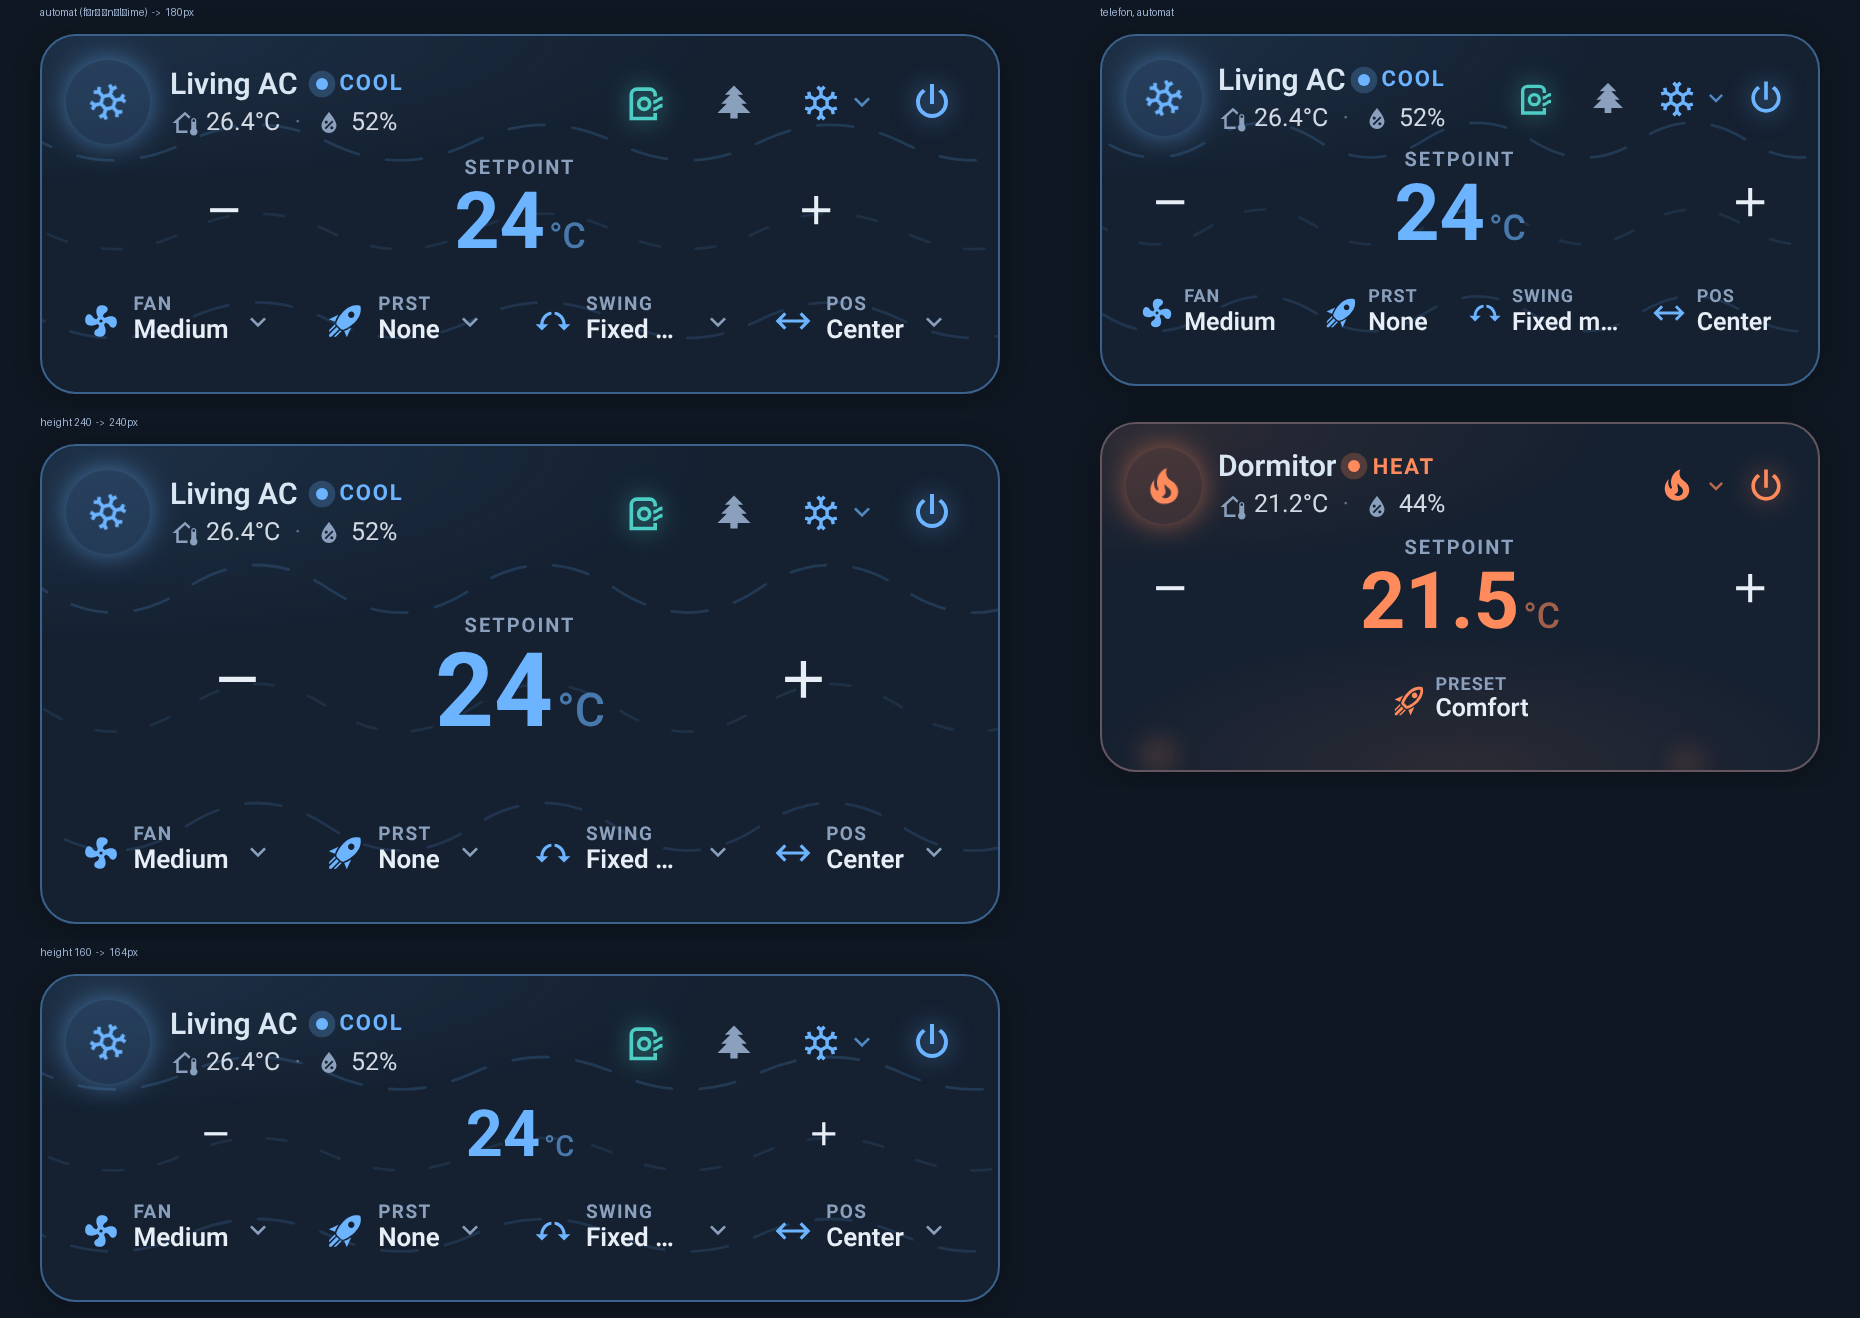 -> 180px
Living AC COOL
26.4°C · 52%
SETPOINT
− 24 °C +
FAN PRST SWING POS
Medium None Fixed ... Center
height 240 -> 240px
Living AC COOL
26.4°C · 52%
SETPOINT
− 24 °C +
FAN PRST SWING POS
Medium None Fixed ... Center
height 160 -> 164px
Living AC COOL
26.4°C · 52%
− 24 °C +
FAN PRST SWING POS
Medium None Fixed ... Center
telefon, automat
Living AC COOL
26.4°C · 52%
SETPOINT
− 24 °C +
FAN PRST SWING POS
Medium None Fixed m... Center
Dormitor HEAT
21.2°C · 44%
SETPOINT
− 21.5 °C +
PRESET
Comfort